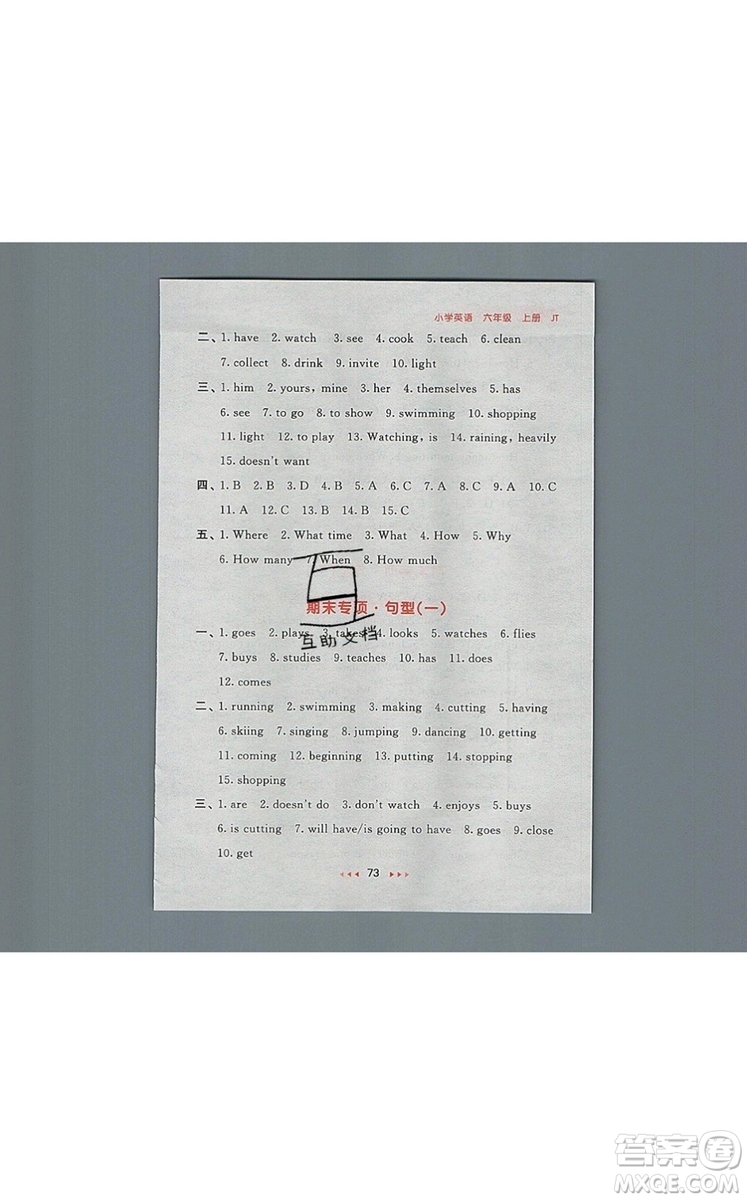 小学英语 六年级 上册 JT
二、1. have 2. watch 3. see 4. cook 5. teach 6. clean
7. collect 8. drink 9. invite 10. light
三、1. him 2. yours, mine 3. her 4. themselves 5. has
6. see 7. to go 8. to show 9. swimming 10. shopping
11. light 12. to play 13. Watching, is 14. raining, heavily
15. doesn't want
四、1. B 2. B 3. D 4. C 5. A 6. C 7. A 8. C 9. A 10. C
11. A 12. C 13. B 14. B 15. C
五、1. Where 2. What time 3. What 4. How 5. Why
6. How many 7. When 8. How much
期末专项·句型(一)
互助文档
一、1. goes 2. plays 3. takes 4. looks 5. watches 6. flies
7. buys 8. studies 9. teaches 10. has 11. does
12. comes
二、1. running 2. swimming 3. making 4. cutting 5. having
6. skiing 7. singing 8. jumping 9. dancing 10. getting
11. coming 12. beginning 13. putting 14. stopping
15. shopping
三、1. are 2. doesn't do 3. don't watch 4. enjoys 5. buys
6. is cutting 7. will have/is going to have 8. goes 9. close
10. get
73
答案圈
MXQE.COM